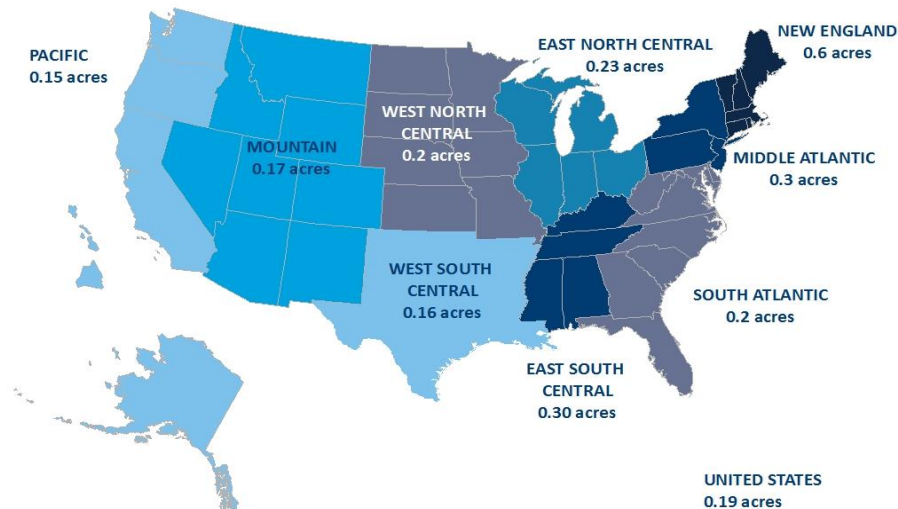 PACIFIC
0.15 acres
MOUNTAIN
0.17 acres
WEST NORTH
CENTRAL
0.2 acres
WEST SOUTH
CENTRAL
0.16 acres
EAST NORTH CENTRAL
0.23 acres
NEW ENGLAND
0.6 acres
MIDDLE ATLANTIC
0.3 acres
SOUTH ATLANTIC
0.2 acres
EAST SOUTH
CENTRAL
0.30 acres
UNITED STATES
0.19 acres